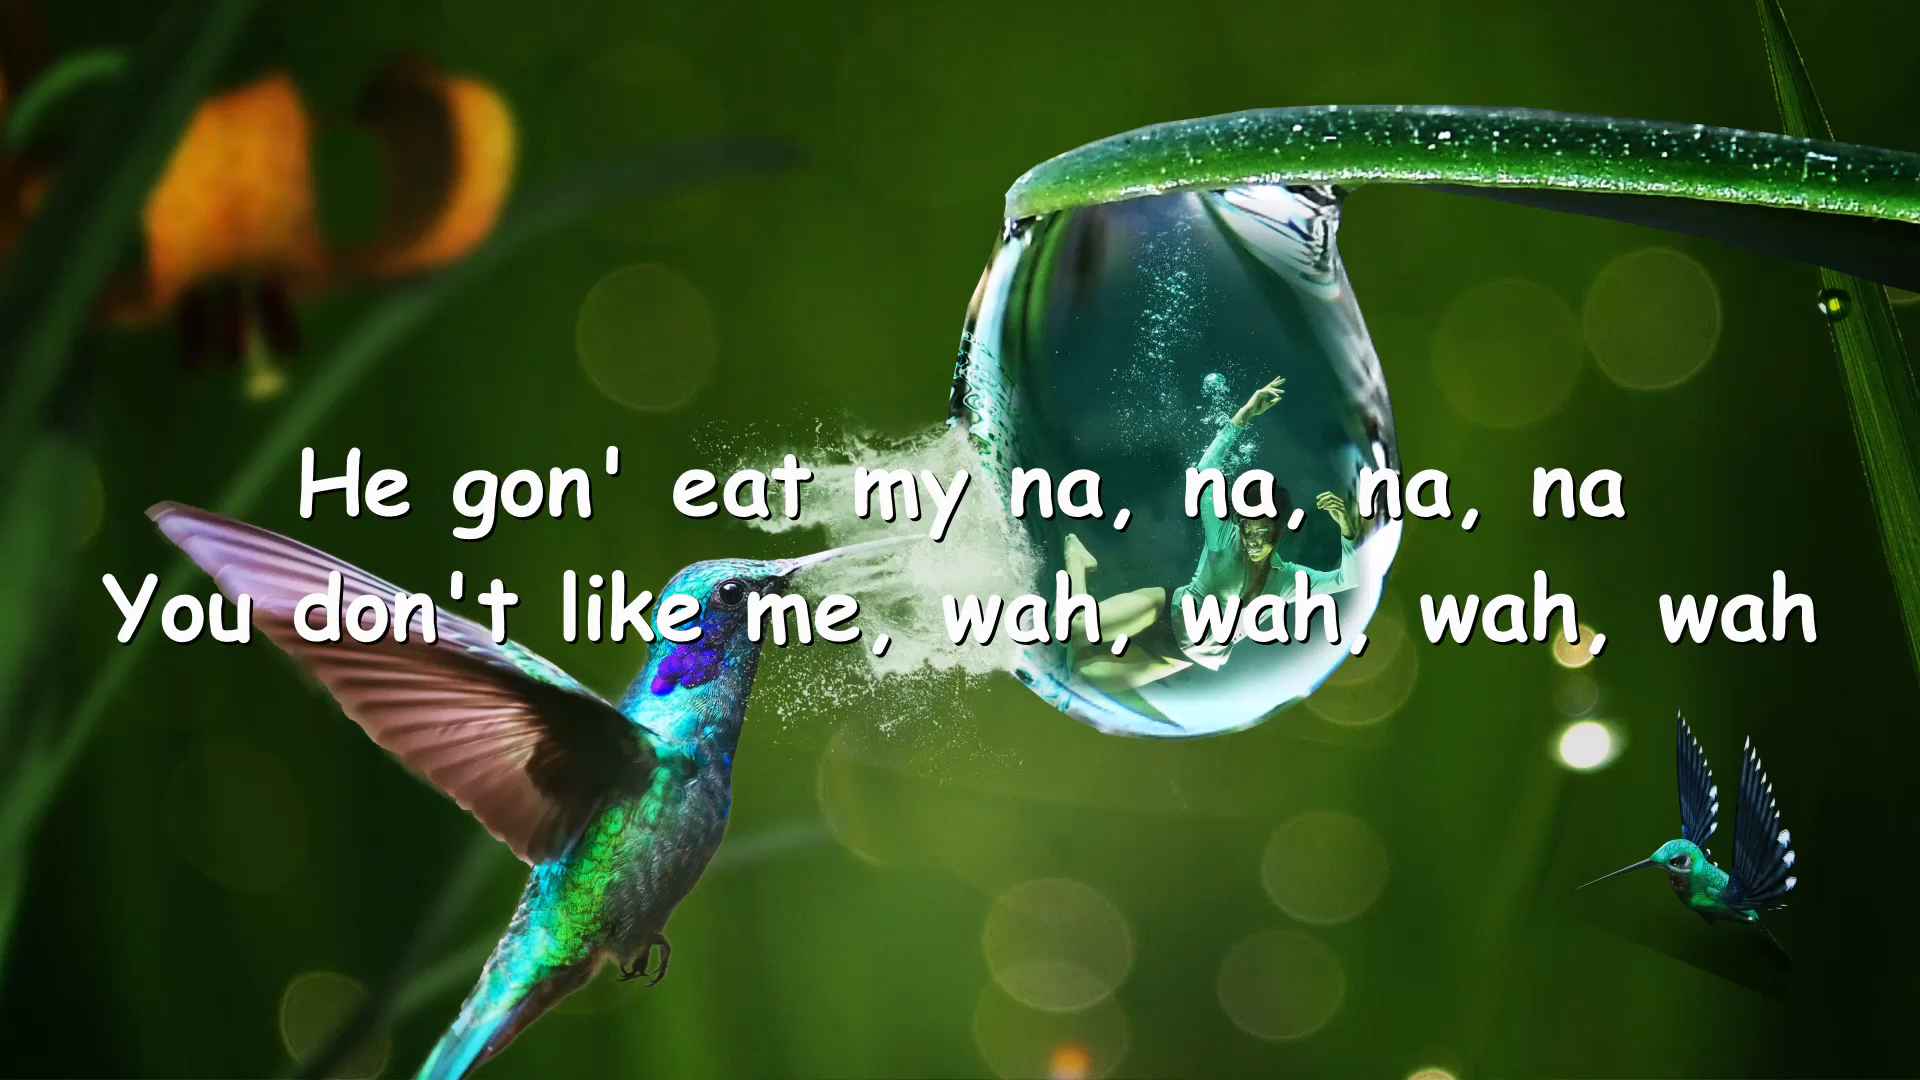 He gon' eat my na, na, na, na
You don't like me, wah, wah, wah, wah